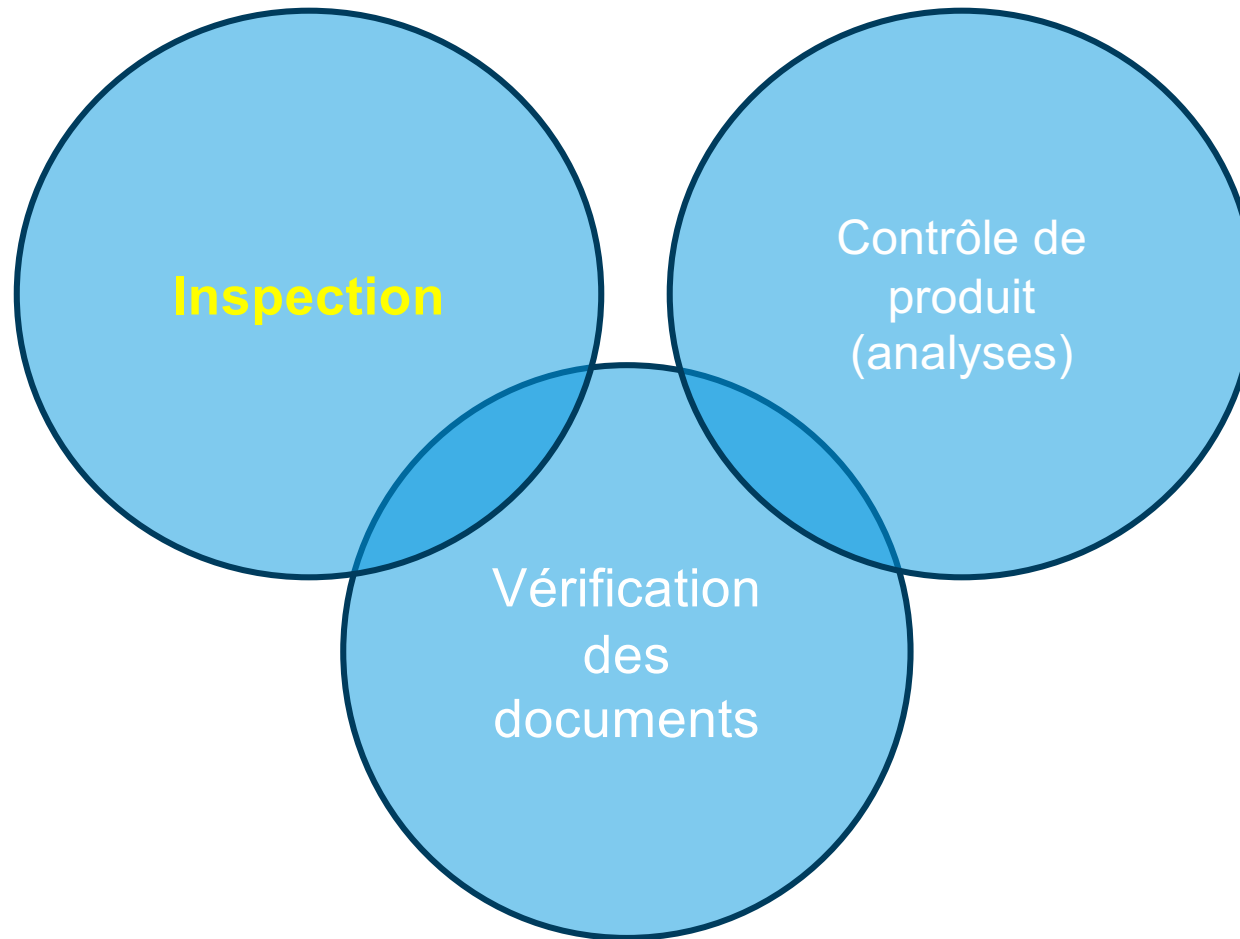 Inspection
Contrôle de
produit
(analyses)
Vérification
des
documents